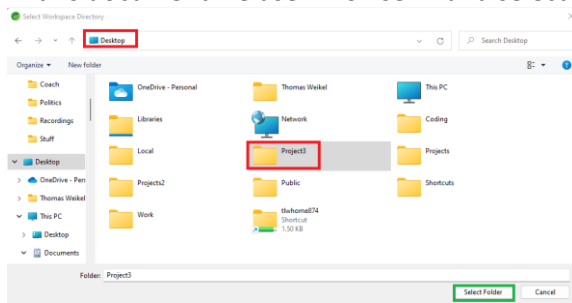 Select Workspace Directory
Desktop
Search Desktop
Organize
New folder
Coach
Politics
Recordings
Stuff
Desktop
OneDrive - Pers
Thomas Weikel
This PC
Desktop
Documents
OneDrive - Personal
Thomas Weikel
This PC
Libraries
Network
Coding
Local
Project3
Projects
Projects2
Public
Shortcuts
Work
tlwhome874
Shortcut
1.50 KB
Folder: Project3
Select Folder
Cancel